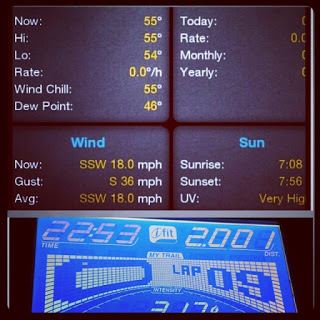 Now: 55°
Hi: 55°
Lo: 54°
Rate: 0.0°/h
Wind Chill: 55°
Dew Point: 46°
Today:
Rate: 0.0
Monthly:
Yearly:
Wind
Now: SSW 18.0 mph
Gust: S 36 mph
Avg: SSW 18.0 mph
Sun
Sunrise: 7:08
Sunset: 7:56
UV: Very Hig
22:53
TIME
ifit
2.001
DIST.
MY TRAIL
LAP
INTENSITY